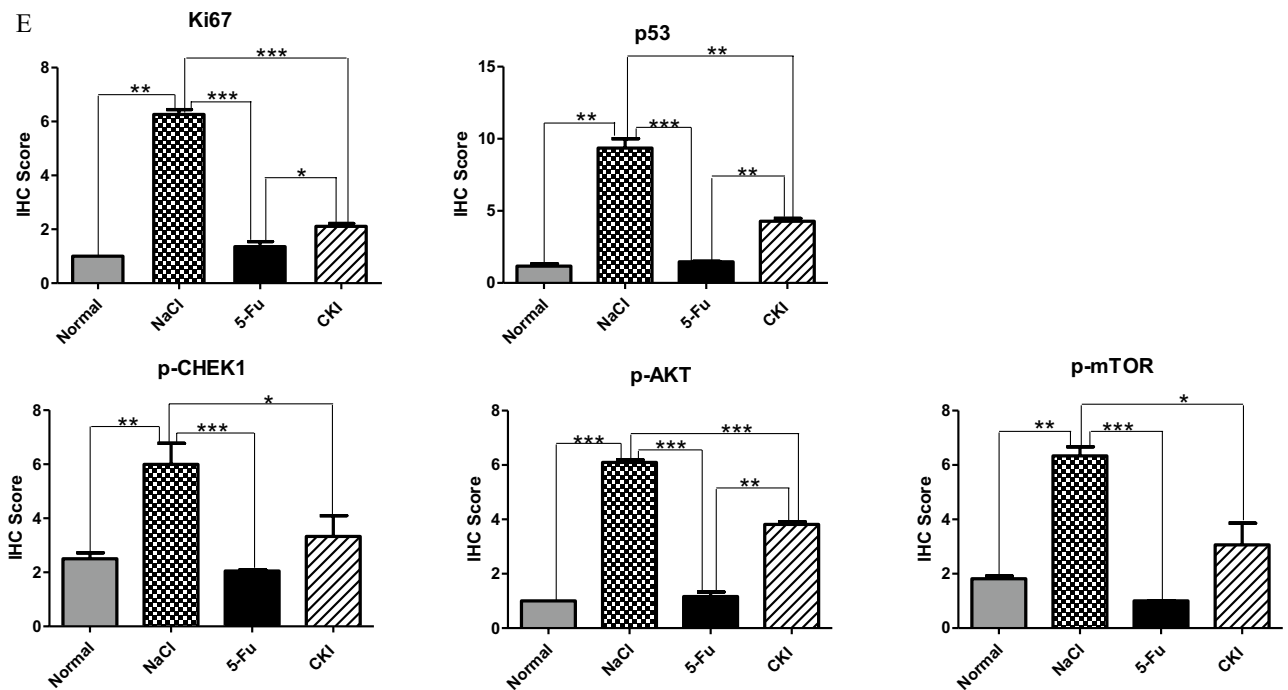 E
Ki67
IHC Score
8
6
4
2
0
**
***
***
*
Normal
NaCl
5-Fu
CKI
p53
IHC Score
15
10
5
0
**
***
**
**
Normal
NaCl
5-Fu
CKI
p-CHEK1
IHC Score
8
6
4
2
0
**
***
*
Normal
NaCl
5-Fu
CKI
p-AKT
IHC Score
8
6
4
2
0
***
***
***
**
Normal
NaCl
5-Fu
CKI
p-mTOR
IHC Score
8
6
4
2
0
**
***
*
Normal
NaCl
5-Fu
CKI